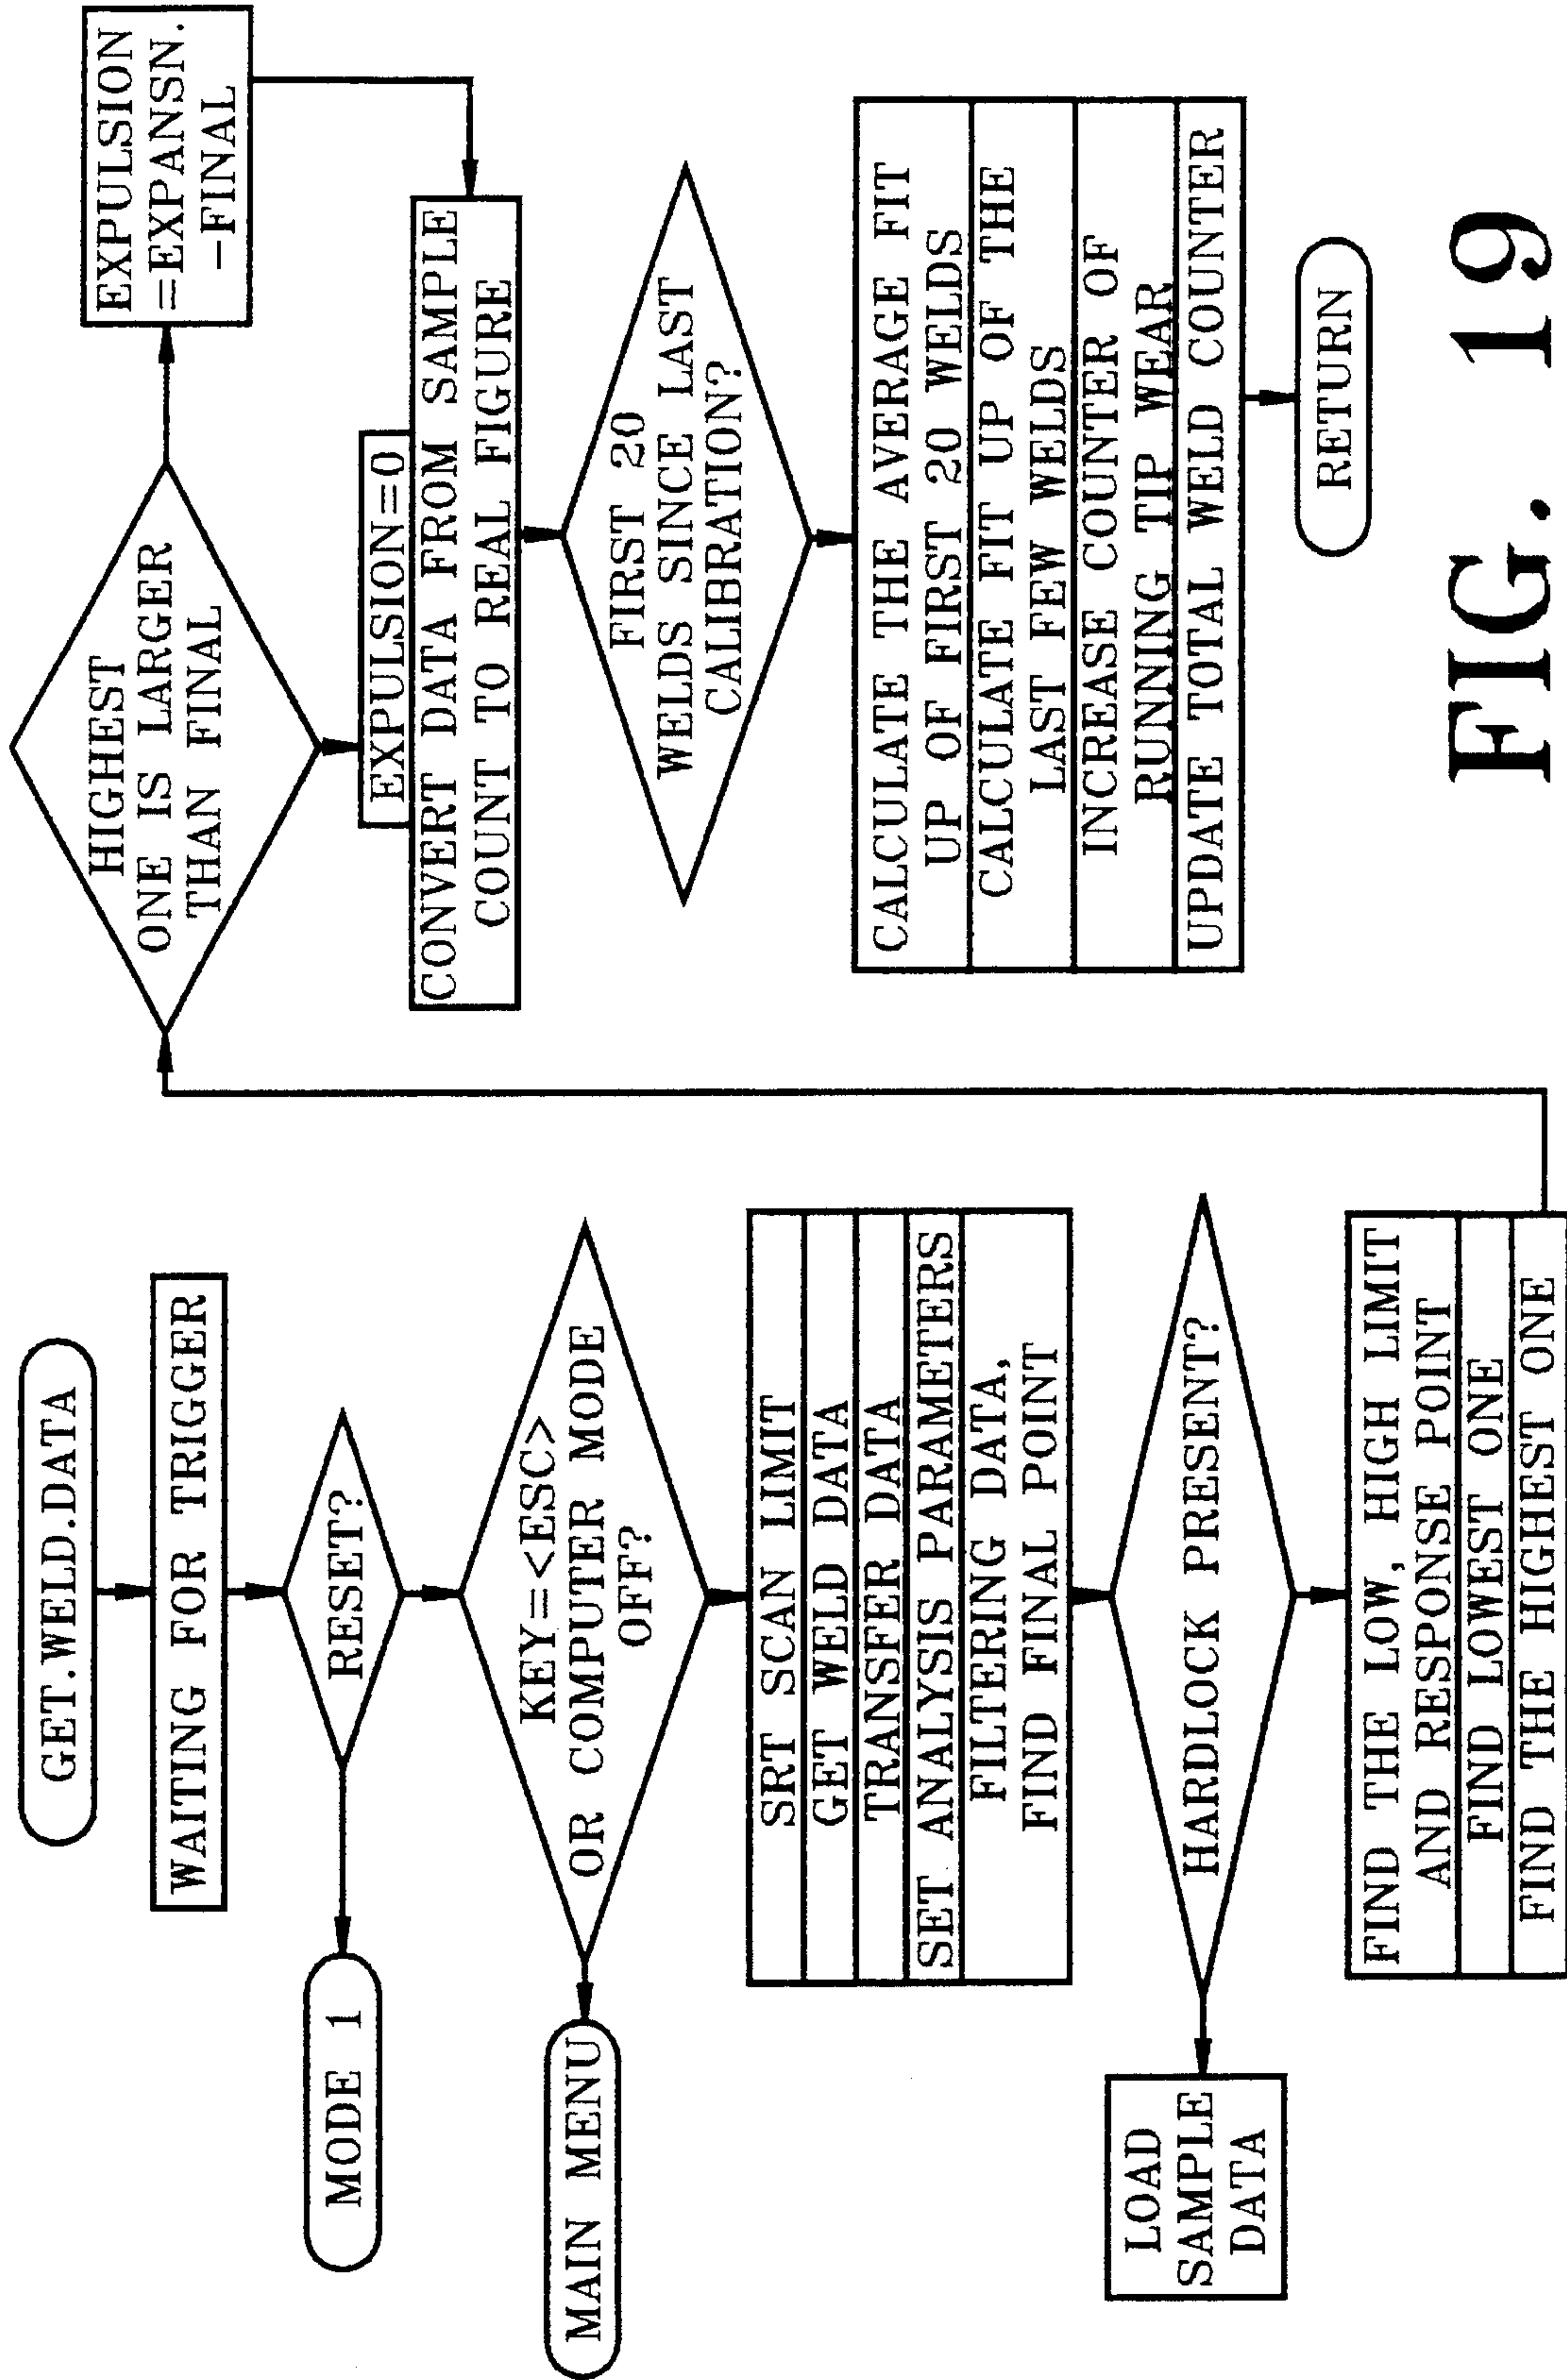 GET.WELD.DATA
WAITING FOR TRIGGER
RESET?
MODE 1
KEY=<ESC>
OR COMPUTER MODE
OFF?
MAIN MENU
SRT SCAN LIMIT
GET WELD DATA
TRANSFER DATA
SET ANALYSIS PARAMETERS
FILTERING DATA,
FIND FINAL POINT
HARDLOCK PRESENT?
LOAD
SAMPLE
DATA
FIND THE LOW, HIGH LIMIT
AND RESPONSE POINT
FIND LOWEST ONE
FIND THE HIGHEST ONE
HIGHEST
ONE IS LARGER
THAN FINAL
EXPULSION
=EXPANSN.
-FINAL
EXPULSION=0
CONVERT DATA FROM SAMPLE
COUNT TO REAL FIGURE
FIRST 20
WELDS SINCE LAST
CALIBRATION?
CALCULATE THE AVERAGE FIT
UP OF FIRST 20 WELDS
CALCULATE FIT UP OF THE
LAST FEW WELDS
INCREASE COUNTER OF
RUNNING TIP WEAR
UPDATE TOTAL WELD COUNTER
RETURN
FIG. 19